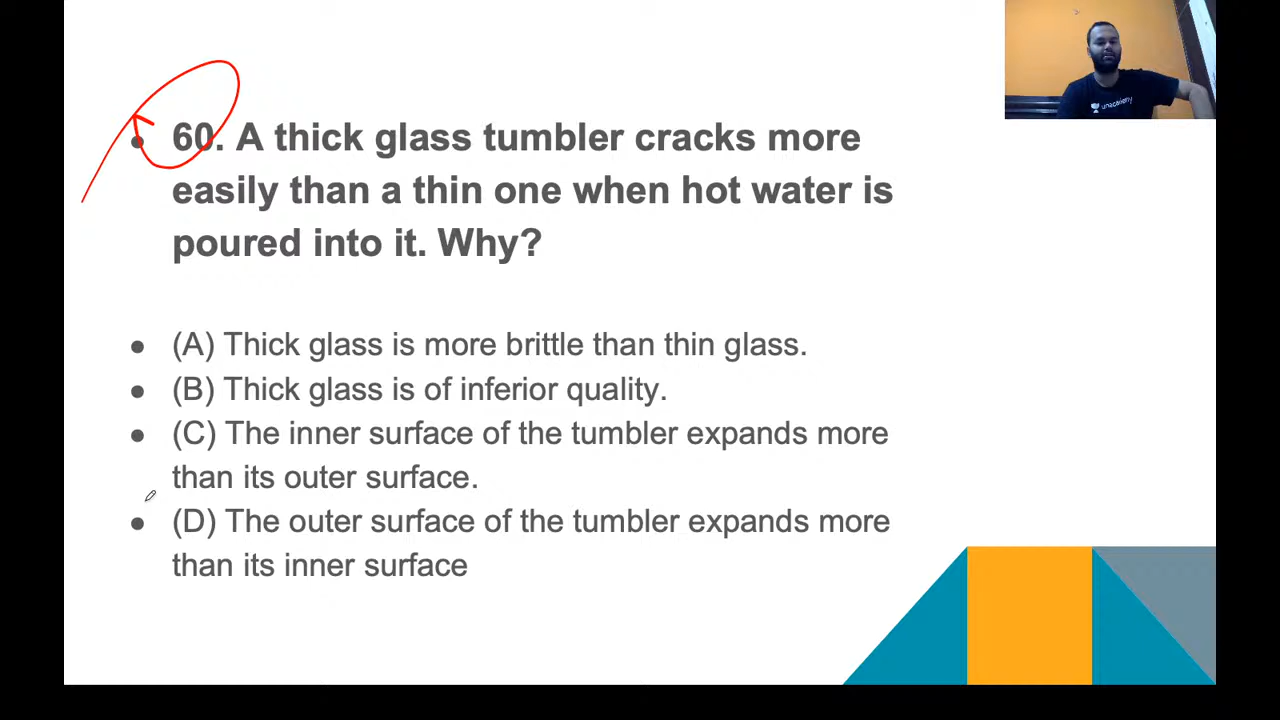 60. A thick glass tumbler cracks more
easily than a thin one when hot water is
poured into it. Why?
(A) Thick glass is more brittle than thin glass.
(B) Thick glass is of inferior quality.
(C) The inner surface of the tumbler expands more
than its outer surface.
(D) The outer surface of the tumbler expands more
than its inner surface
unacademy